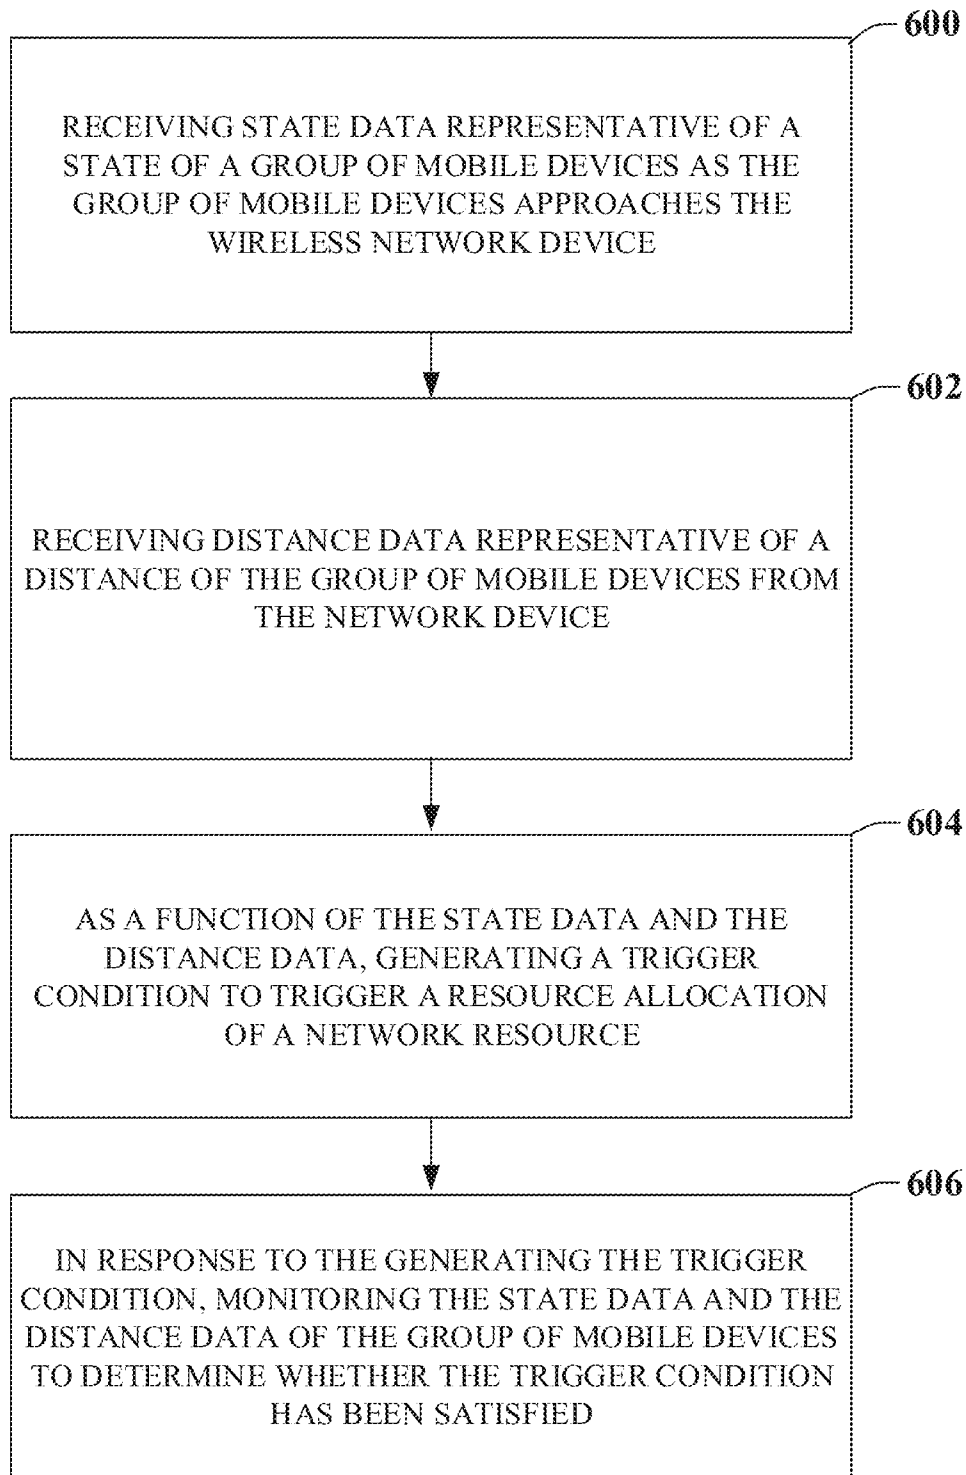 600
RECEIVING STATE DATA REPRESENTATIVE OF A
STATE OF A GROUP OF MOBILE DEVICES AS THE
GROUP OF MOBILE DEVICES APPROACHES THE
WIRELESS NETWORK DEVICE
602
RECEIVING DISTANCE DATA REPRESENTATIVE OF A
DISTANCE OF THE GROUP OF MOBILE DEVICES FROM
THE NETWORK DEVICE
604
AS A FUNCTION OF THE STATE DATA AND THE
DISTANCE DATA, GENERATING A TRIGGER
CONDITION TO TRIGGER A RESOURCE ALLOCATION
OF A NETWORK RESOURCE
606
IN RESPONSE TO THE GENERATING THE TRIGGER
CONDITION, MONITORING THE STATE DATA AND THE
DISTANCE DATA OF THE GROUP OF MOBILE DEVICES
TO DETERMINE WHETHER THE TRIGGER CONDITION
HAS BEEN SATISFIED